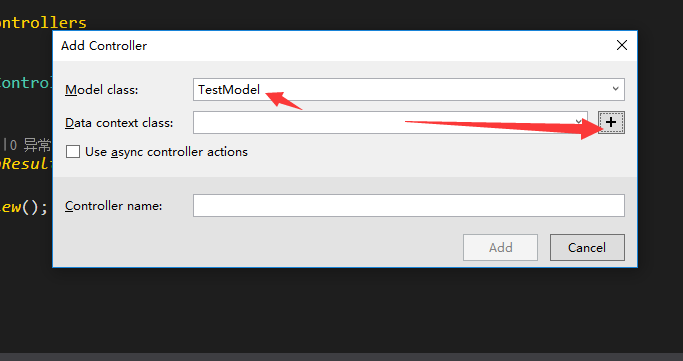 ontrollers
Add Controller
Model class:
TestModel
Data context class:
+
Use async controller actions
Controller name:
Add
Cancel
Control
0 异常
Result
iew();